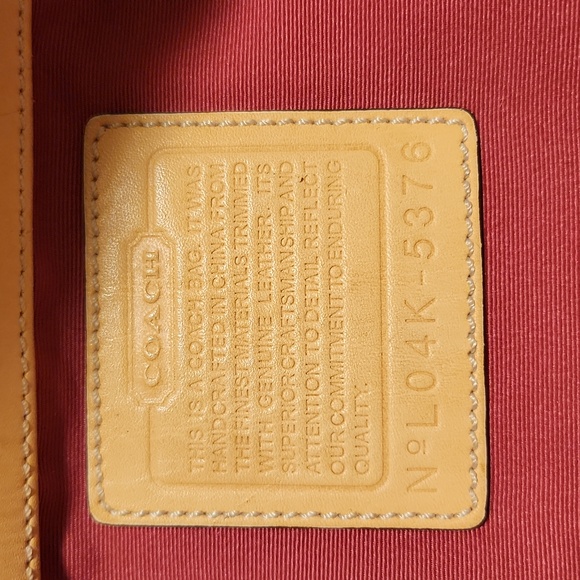 COACH
THIS IS A COACH BAG. IT WAS
HANDCRAFTED IN CHINA FROM
THE FINEST MATERIALS TRIMMED
WITH GENUINE LEATHER. ITS
SUPERIOR CRAFTSMANSHIP AND
ATTENTION TO DETAIL REFLECT
OUR COMMITMENT TO ENDURING
QUALITY.
Nº L04K-5376